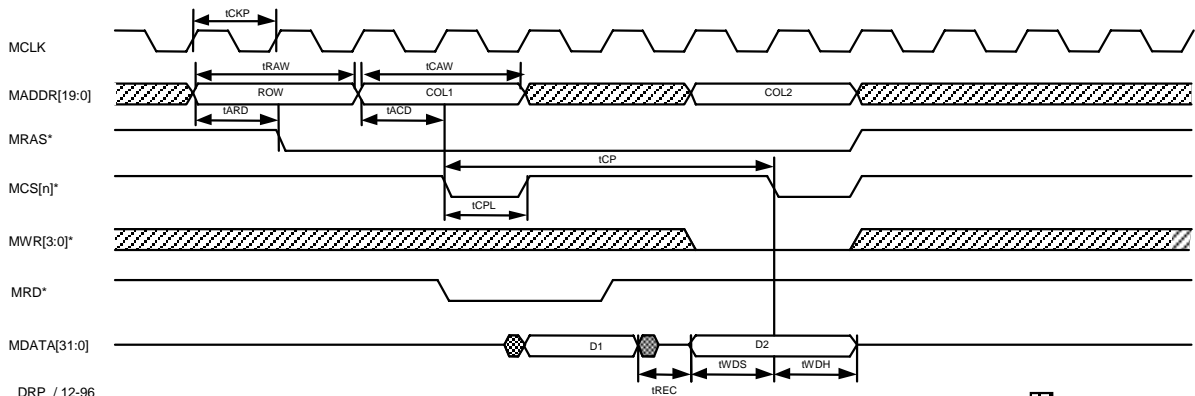 tCKP
MCLK
tRAW tCAW
MADDR[19:0] ROW COL1 COL2
tARD tACD
MRAS*
tCP
MCS[n]*
tCPL
MWR[3:0]*
MRD*
MDATA[31:0] D1 D2
tWDS tWDH
DRP / 12-96 tREC